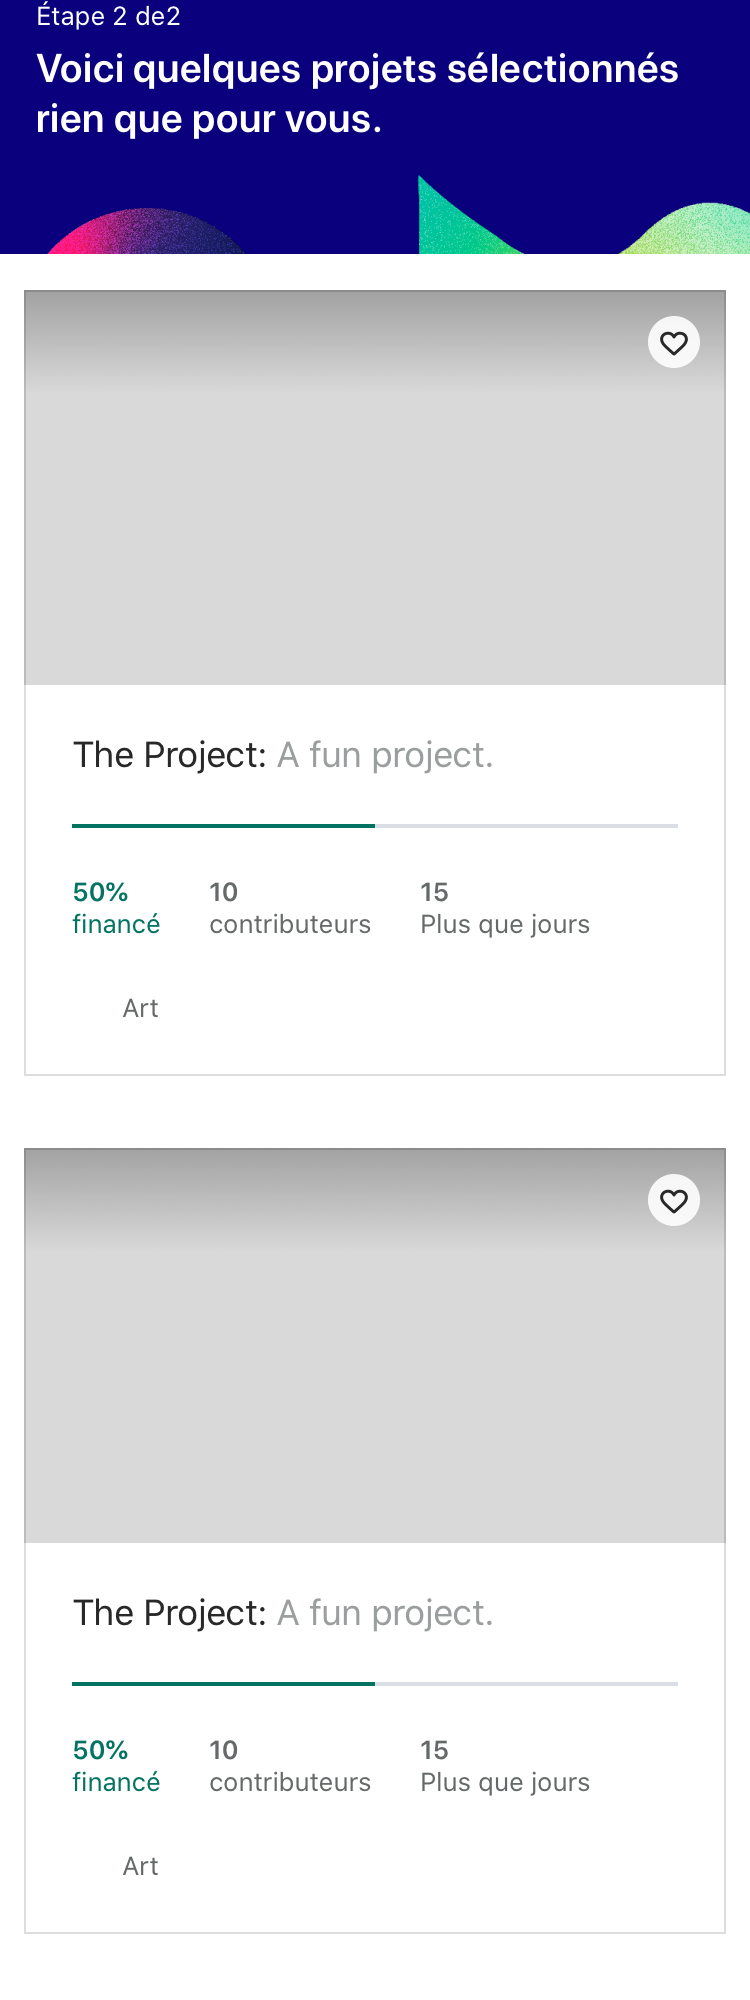 Étape 2 de2
Voici quelques projets sélectionnés
rien que pour vous.
The Project: A fun project.
50% 10 15
financé contributeurs Plus que jours
Art
The Project: A fun project.
50% 10 15
financé contributeurs Plus que jours
Art